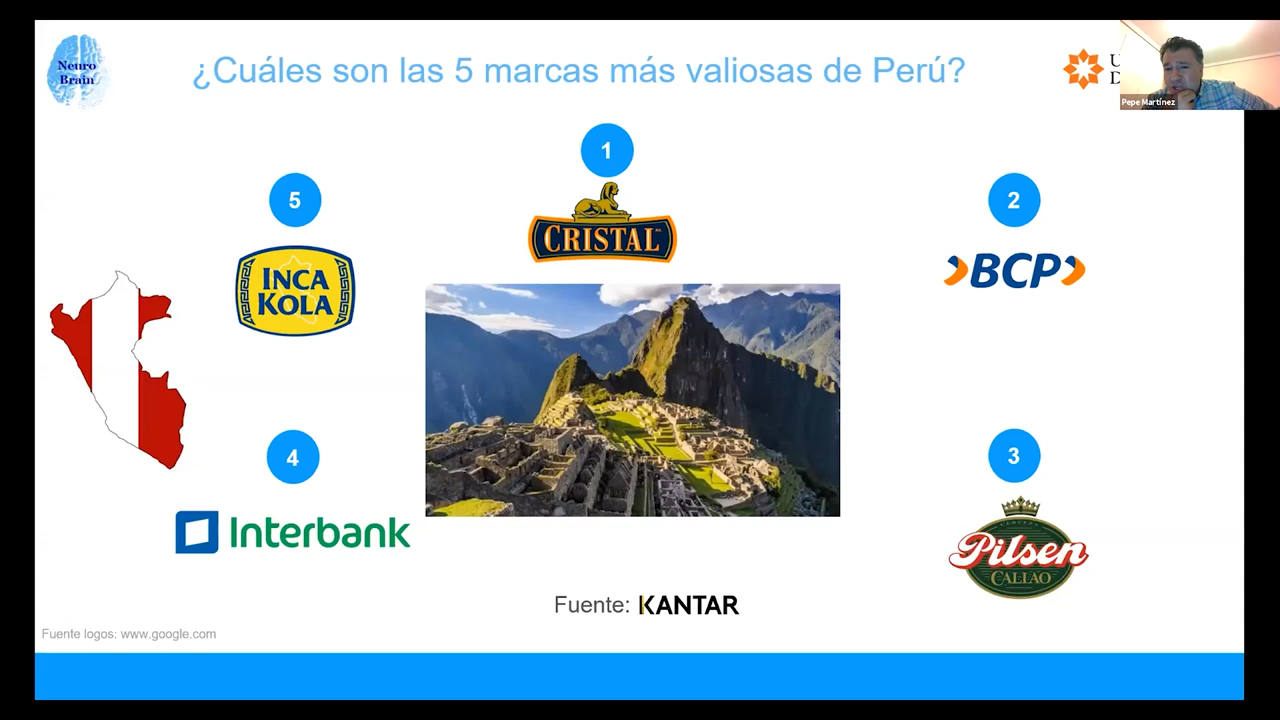 Neuro
Brain
¿Cuáles son las 5 marcas más valiosas de Perú?
U
D
Pepe Martínez
1
CRISTAL
5
INCA
KOLA
2
BCP
4
Interbank
3
Pilsen
CALLAO
Fuente: KANTAR
Fuente logos: www.google.com